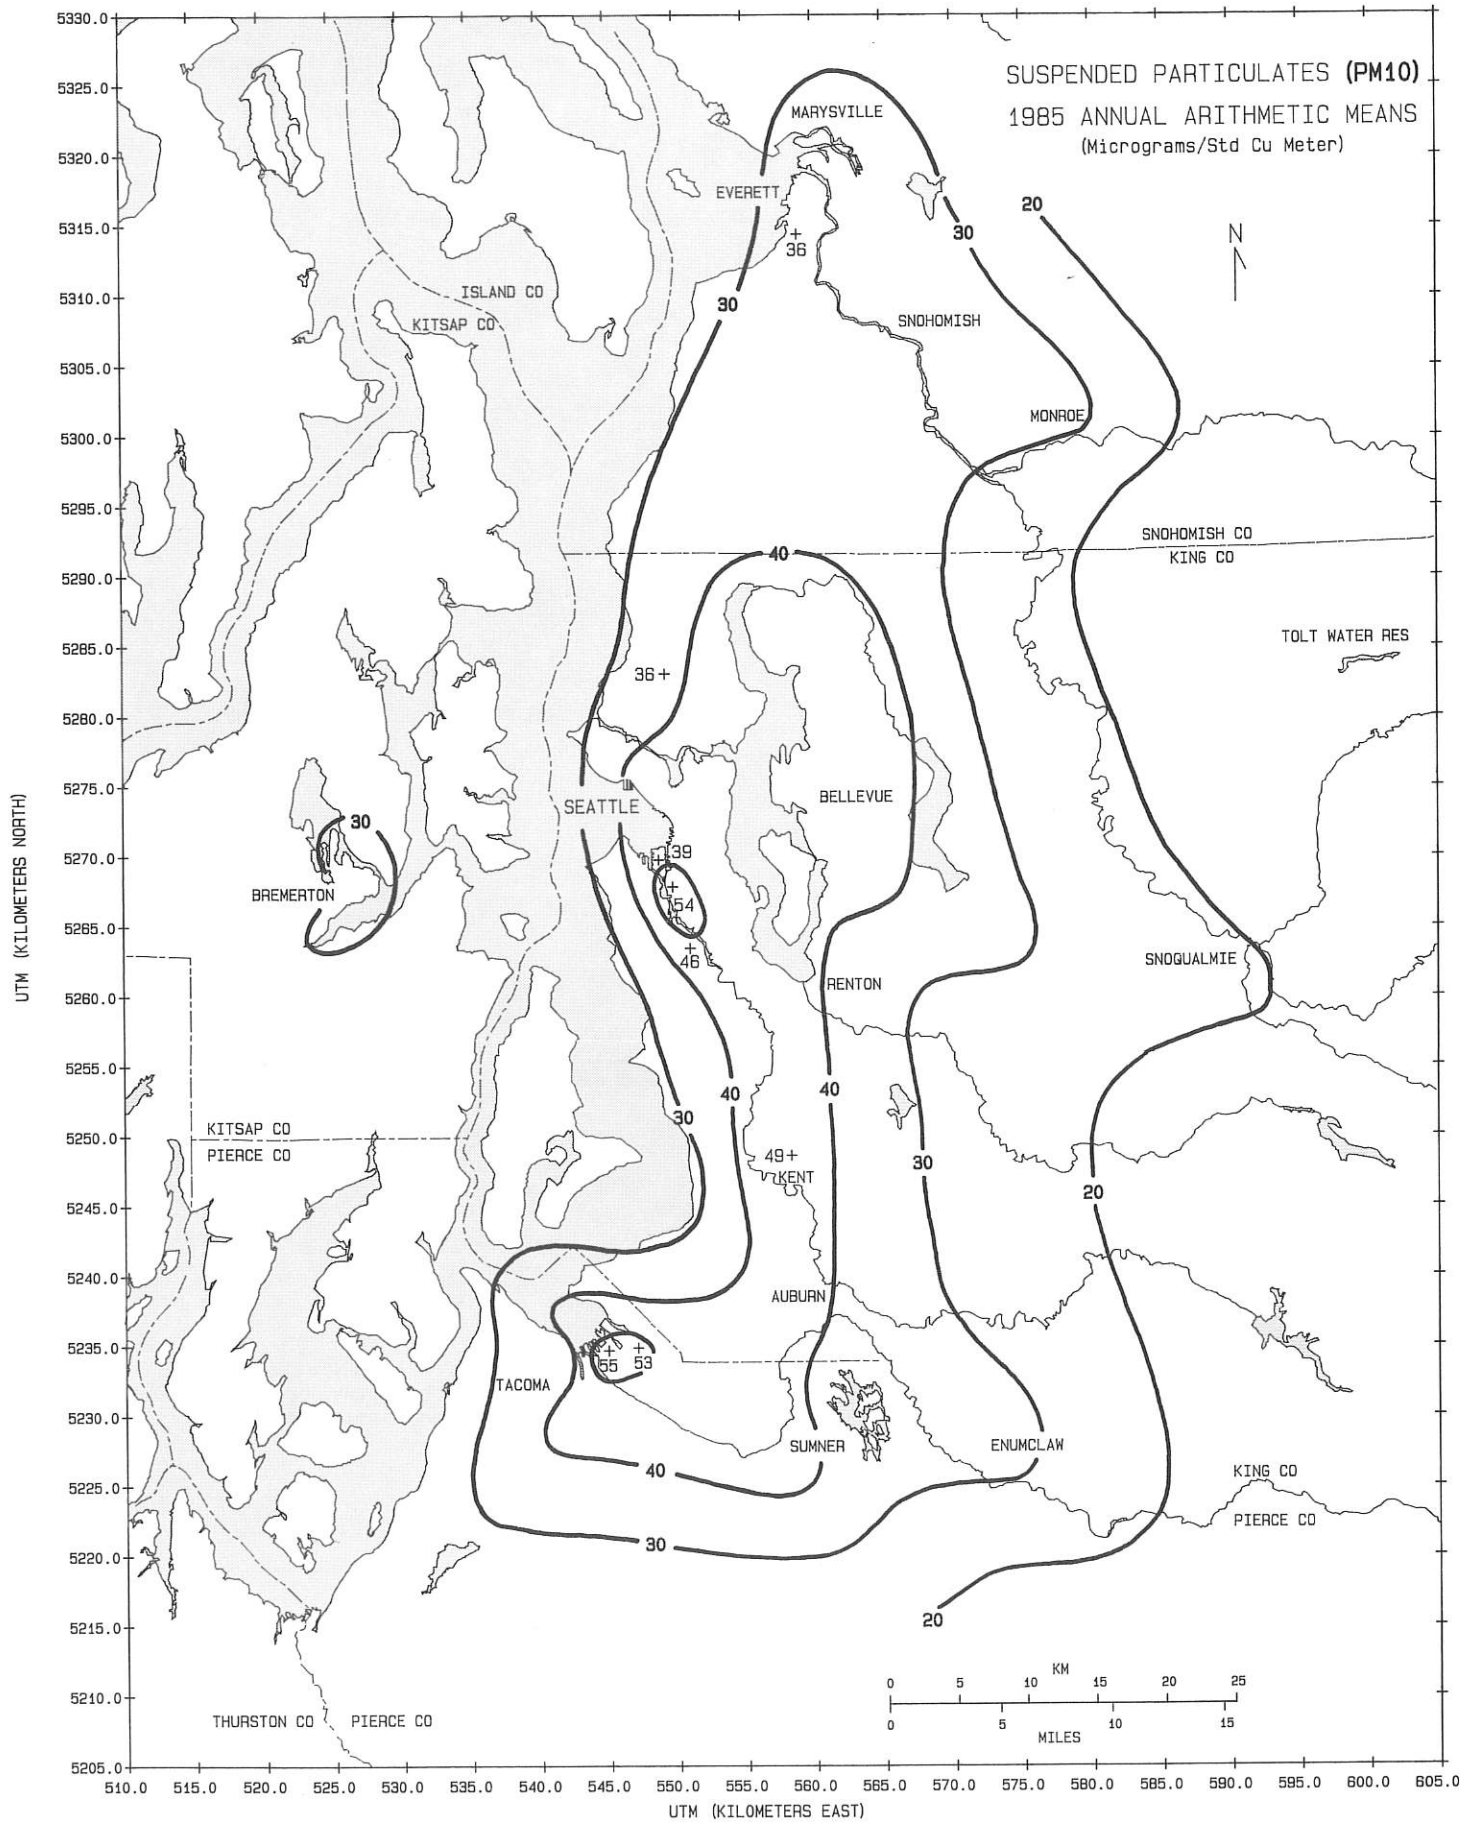 SUSPENDED PARTICULATES (PM10)
1985 ANNUAL ARITHMETIC MEANS
(Micrograms/Std Cu Meter)
N
MARYSVILLE
EVERETT
36
20
30
30
ISLAND CO
KITSAP CO
SNOHOMISH
MONROE
SNOHOMISH CO
KING CO
40
TOLT WATER RES
36
SEATTLE
BELLEVUE
30
BREMERTON
39
54
46
SNOQUALMIE
RENTON
40
40
30
KITSAP CO
PIERCE CO
49
KENT
30
20
AUBURN
55
53
TACOMA
SUMNER
ENUMCLAW
40
KING CO
PIERCE CO
30
20
THURSTON CO
PIERCE CO
KM
0 5 10 15 20 25
0 5 10 15
MILES
UTM (KILOMETERS NORTH)
5330.0
5325.0
5320.0
5315.0
5310.0
5305.0
5300.0
5295.0
5290.0
5285.0
5280.0
5275.0
5270.0
5265.0
5260.0
5255.0
5250.0
5245.0
5240.0
5235.0
5230.0
5225.0
5220.0
5215.0
5210.0
5205.0
510.0 515.0 520.0 525.0 530.0 535.0 540.0 545.0 550.0 555.0 560.0 565.0 570.0 575.0 580.0 585.0 590.0 595.0 600.0 605.0
UTM (KILOMETERS EAST)